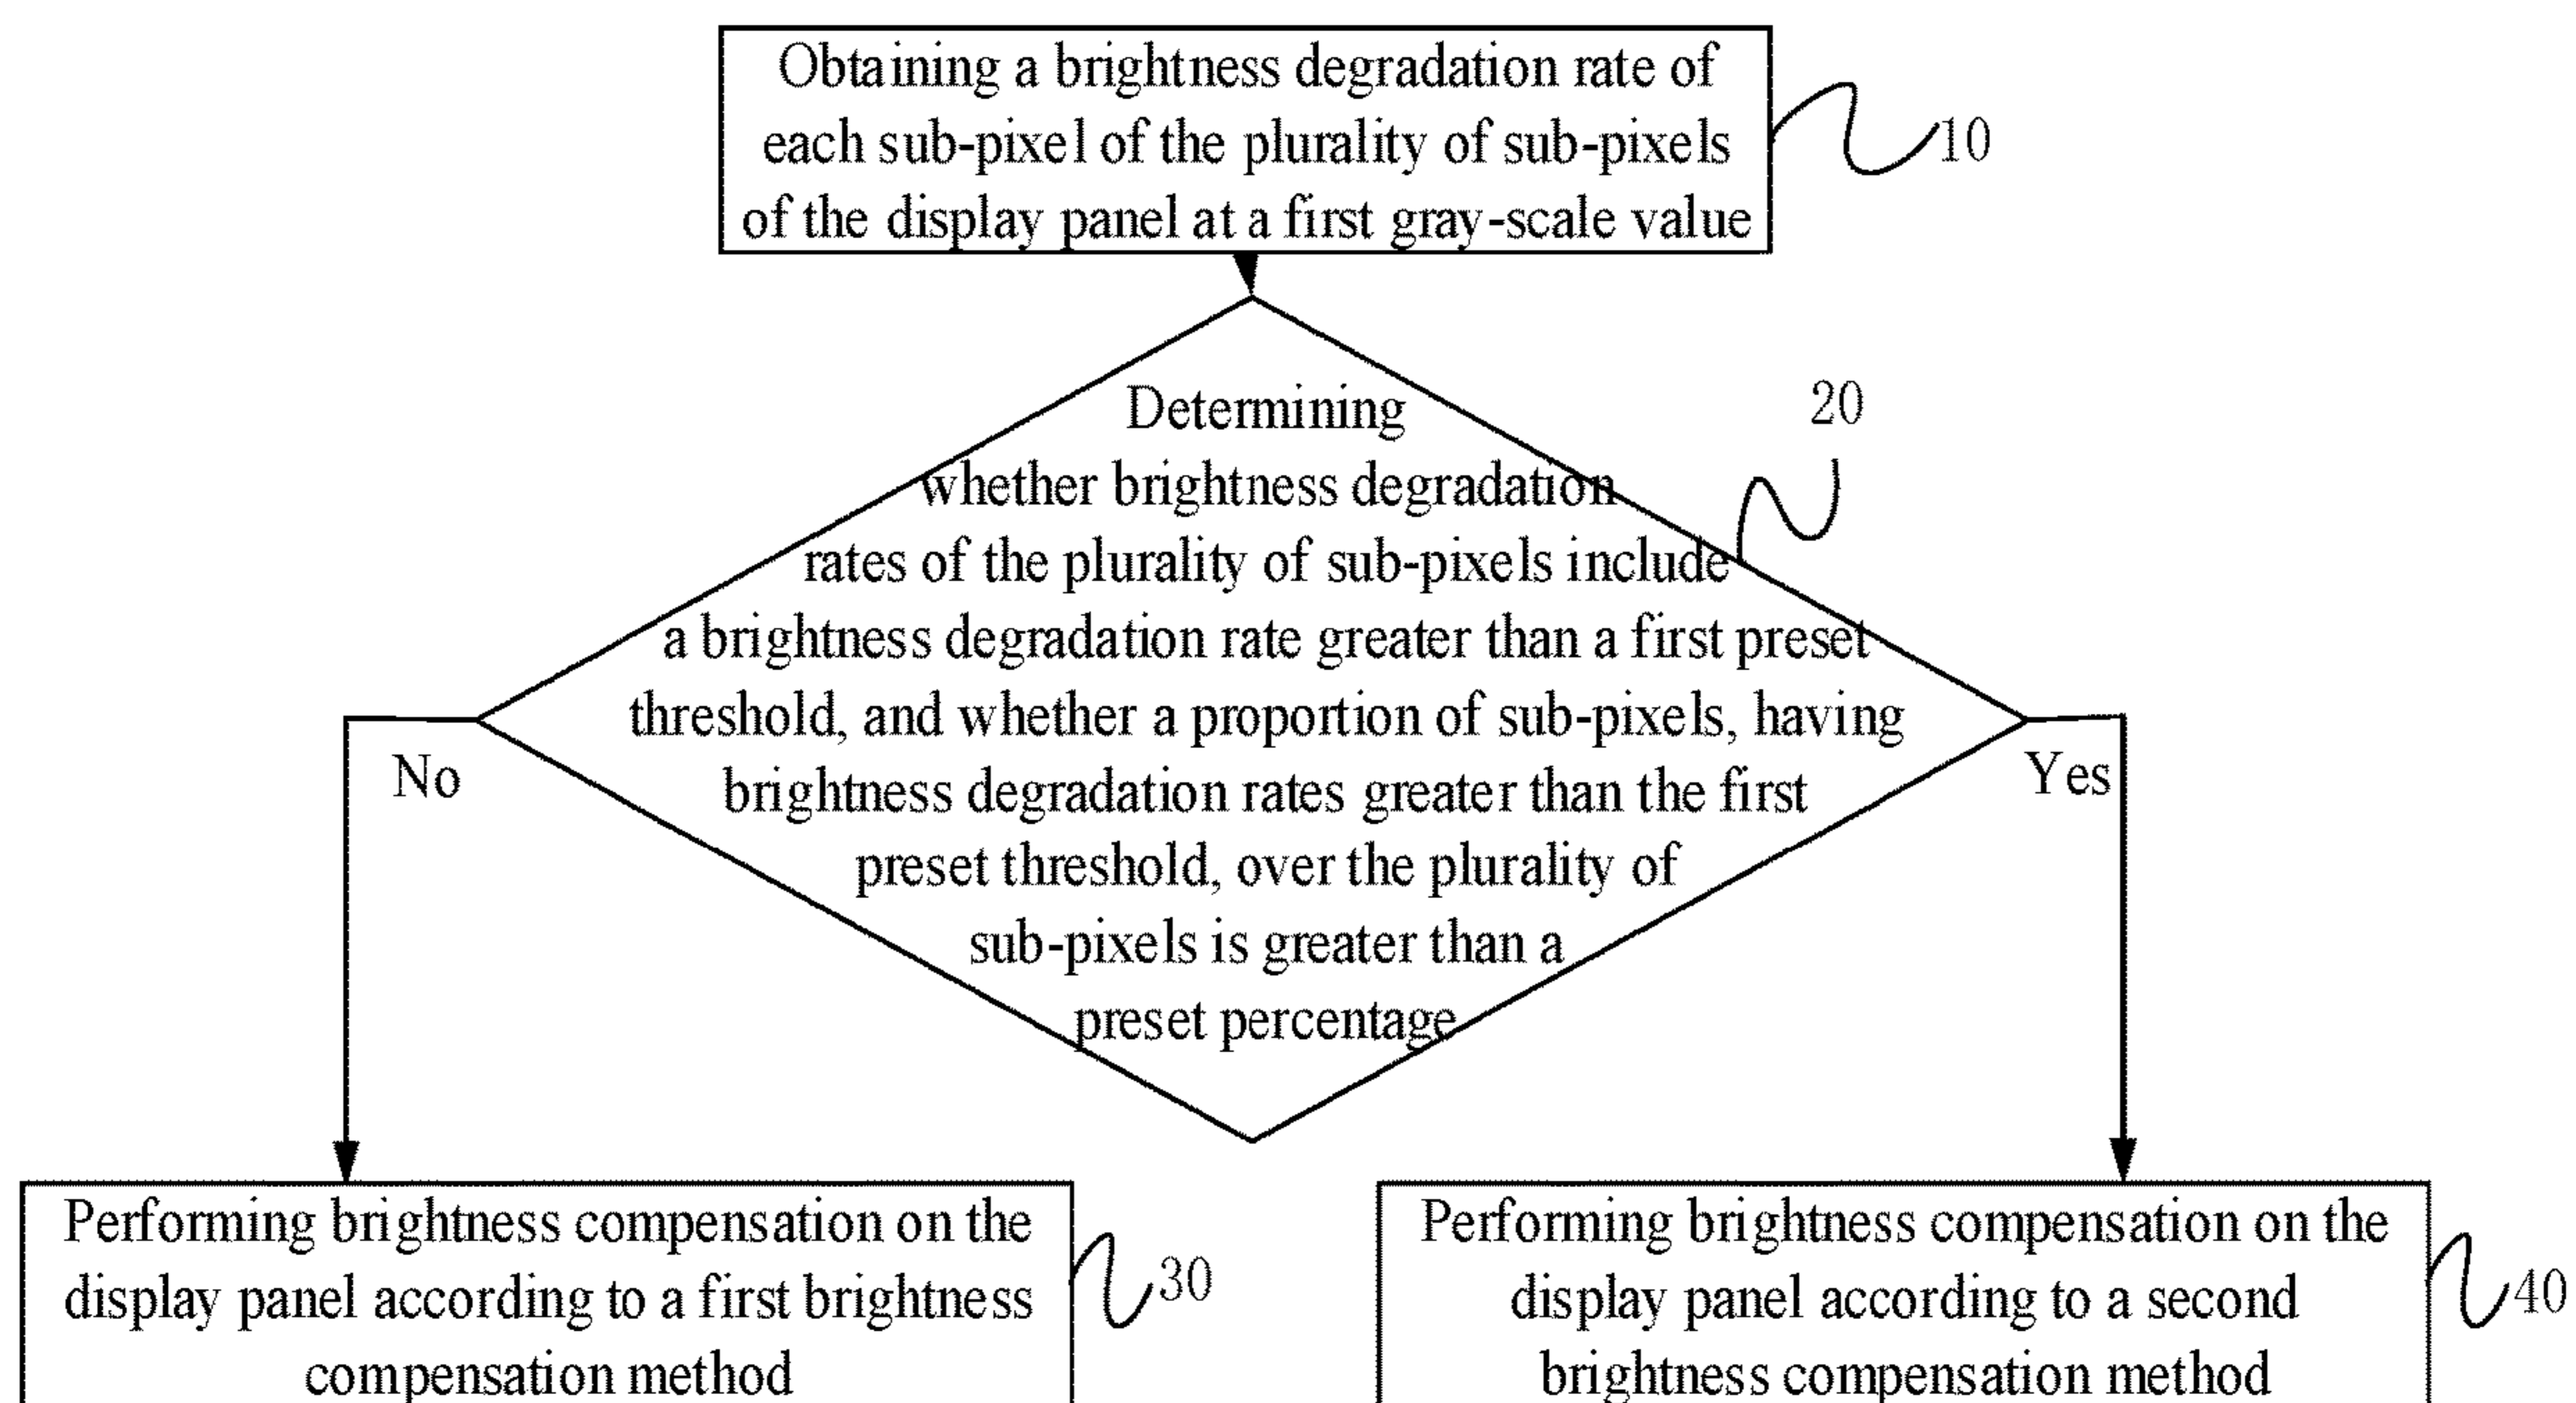 Obtaining a brightness degradation rate of
each sub-pixel of the plurality of sub-pixels
of the display panel at a first gray-scale value
10
Determining
whether brightness degradation
rates of the plurality of sub-pixels include
a brightness degradation rate greater than a first preset
threshold, and whether a proportion of sub-pixels, having
brightness degradation rates greater than the first
preset threshold, over the plurality of
sub-pixels is greater than a
preset percentage
20
No
Yes
Performing brightness compensation on the
display panel according to a first brightness
compensation method
30
Performing brightness compensation on the
display panel according to a second
brightness compensation method
40